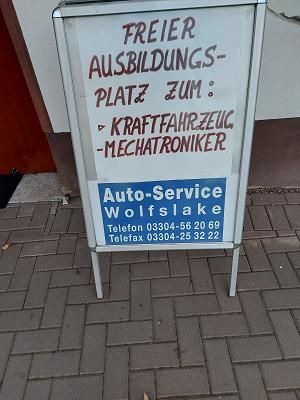 FREIER
AUSBILDUNGS-
PLATZ ZUM:
▸ KRAFTFAHRZEUG
-MECHATRONIKER
Auto-Service
Wolfslake
Telefon 03304-56 20 69
Telefax 03304-25 32 22